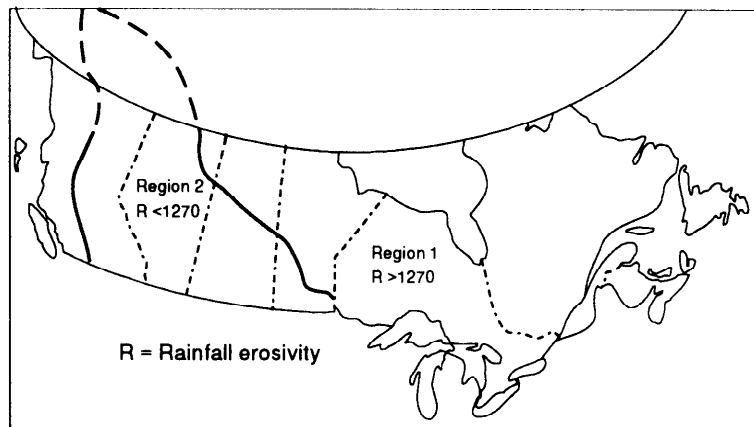 Region 2
R <1270
Region 1
R >1270
R = Rainfall erosivity